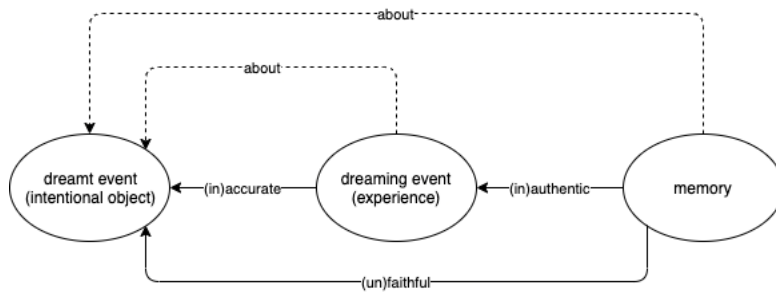 about
about
dreamt event
(intentional object)
(in)accurate
dreaming event
(experience)
(in)authentic
memory
(un)faithful